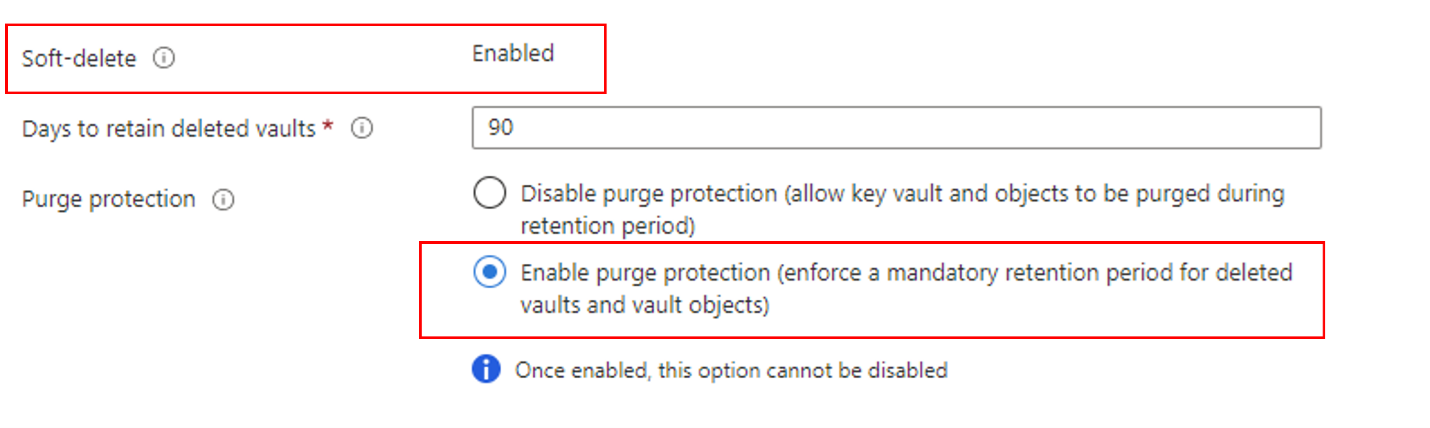 Soft-delete
Enabled
Days to retain deleted vaults *
90
Purge protection
Disable purge protection (allow key vault and objects to be purged during
retention period)
Enable purge protection (enforce a mandatory retention period for deleted
vaults and vault objects)
Once enabled, this option cannot be disabled